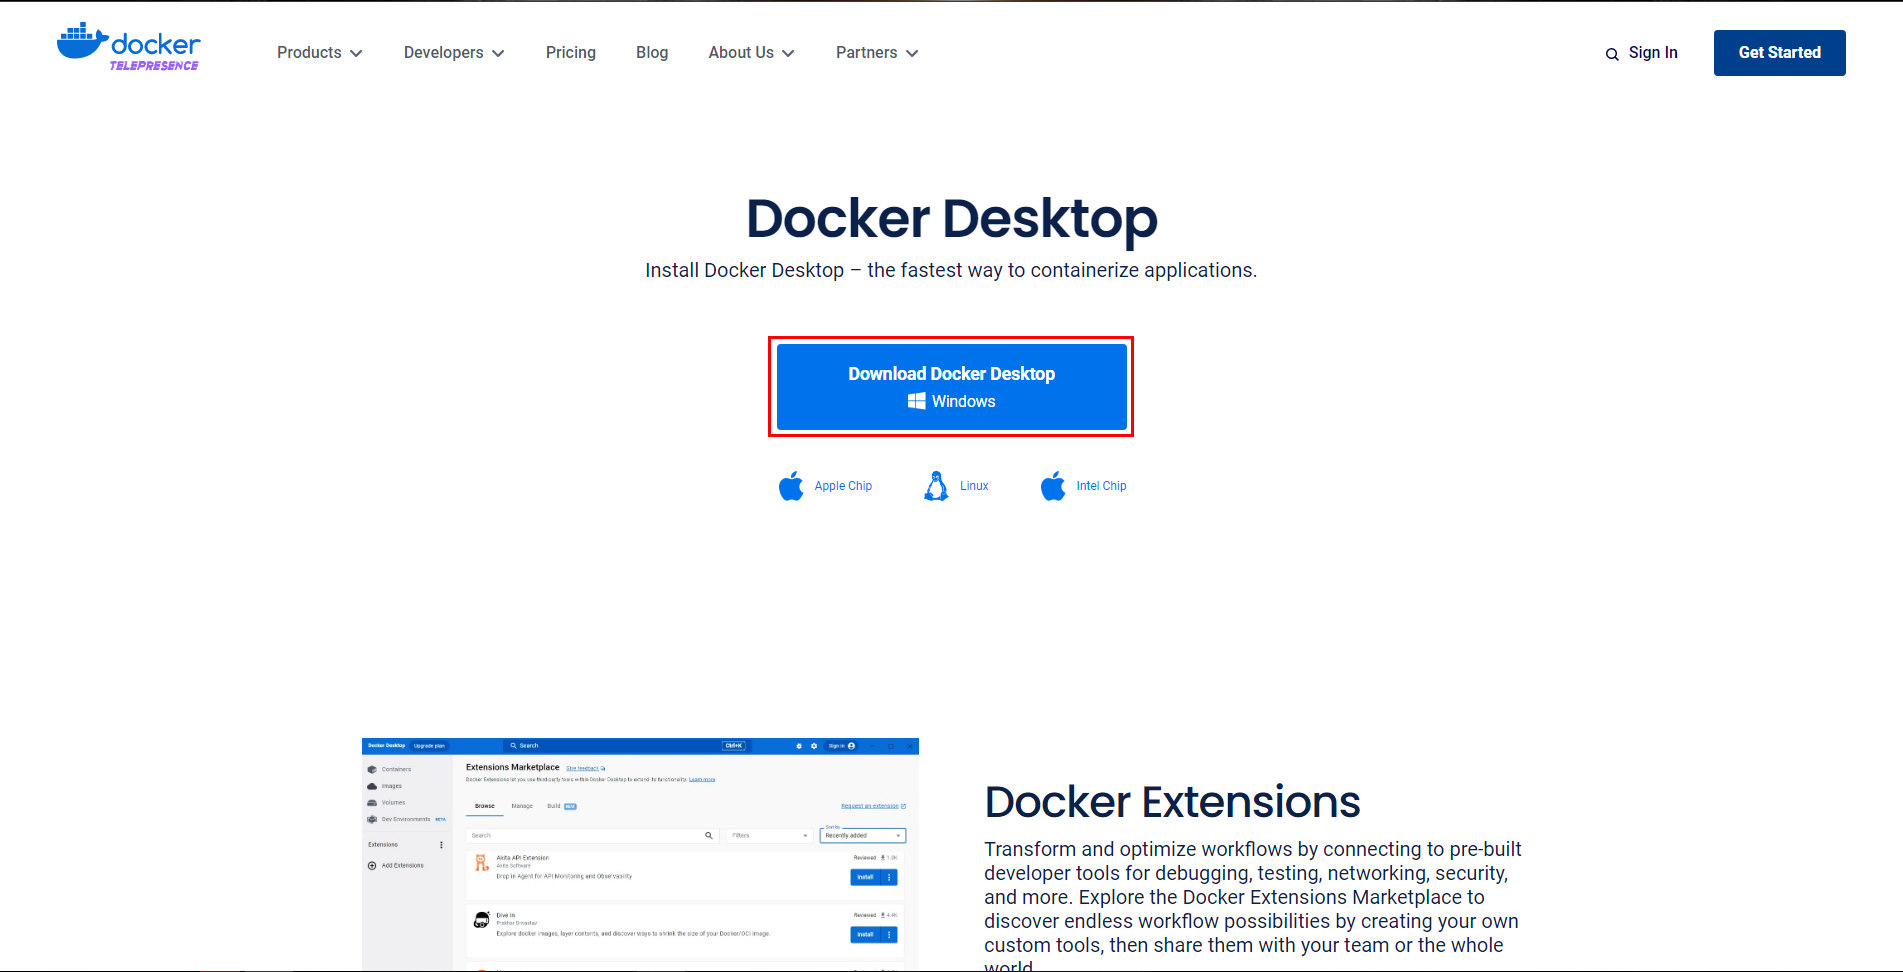 docker
TELEPRESENCE
Products
Developers
Pricing
Blog
About Us
Partners
Sign In
Get Started
Docker Desktop
Install Docker Desktop – the fastest way to containerize applications.
Download Docker Desktop
Windows
Apple Chip
Linux
Intel Chip
Docker Desktop
Upgrade plan
Search
Ctrl+K
Sign in
Containers
Images
Volumes
Dev Environments BETA
Extensions
Add Extensions
Extensions Marketplace
Give feedback
Docker Extensions let you use third-party tools within Docker Desktop to extend its functionality. Learn more
Browse
Manage
Build
NEW
Request an extension
Search
Filters
Sort by
Recently added
Akita API Extension
Akita Software
Drop in Agent for API Monitoring and Observability
Reviewed
Install
Dive In
Explore docker images, layer contents, and discover ways to shrink the size of your Docker/OCI image.
Reviewed
4.4K
Install
Docker Extensions
Transform and optimize workflows by connecting to pre-built
developer tools for debugging, testing, networking, security,
and more. Explore the Docker Extensions Marketplace to
discover endless workflow possibilities by creating your own
custom tools, then share them with your team or the whole
world.